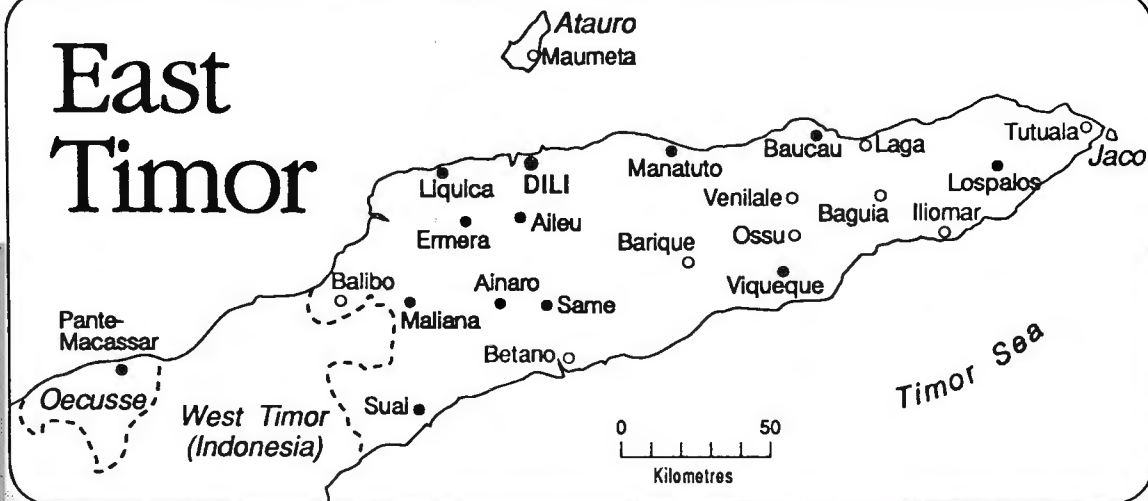 East
Timor
Atauro
Maumeta
Tutuala
Jaco
Baucau
Laga
Manatuto
Lospalos
Liquica
DILI
Venilale
Baguia
Iliomar
Ermera
Aileu
Barique
Ossu
Viqueque
Balibo
Ainaro
Maliana
Same
Pante-
Macassar
Betano
Oecusse
West Timor
(Indonesia)
Suai
Timor Sea
0 50
Kilometres